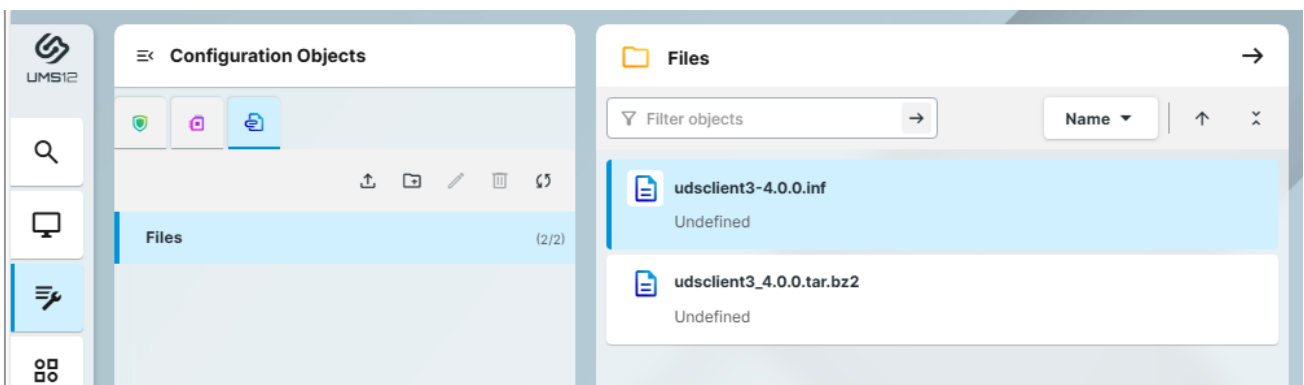 UMS12
Configuration Objects
Files
(2/2)
Files
Filter objects
Name
udsclient3-4.0.0.inf
Undefined
udsclient3_4.0.0.tar.bz2
Undefined